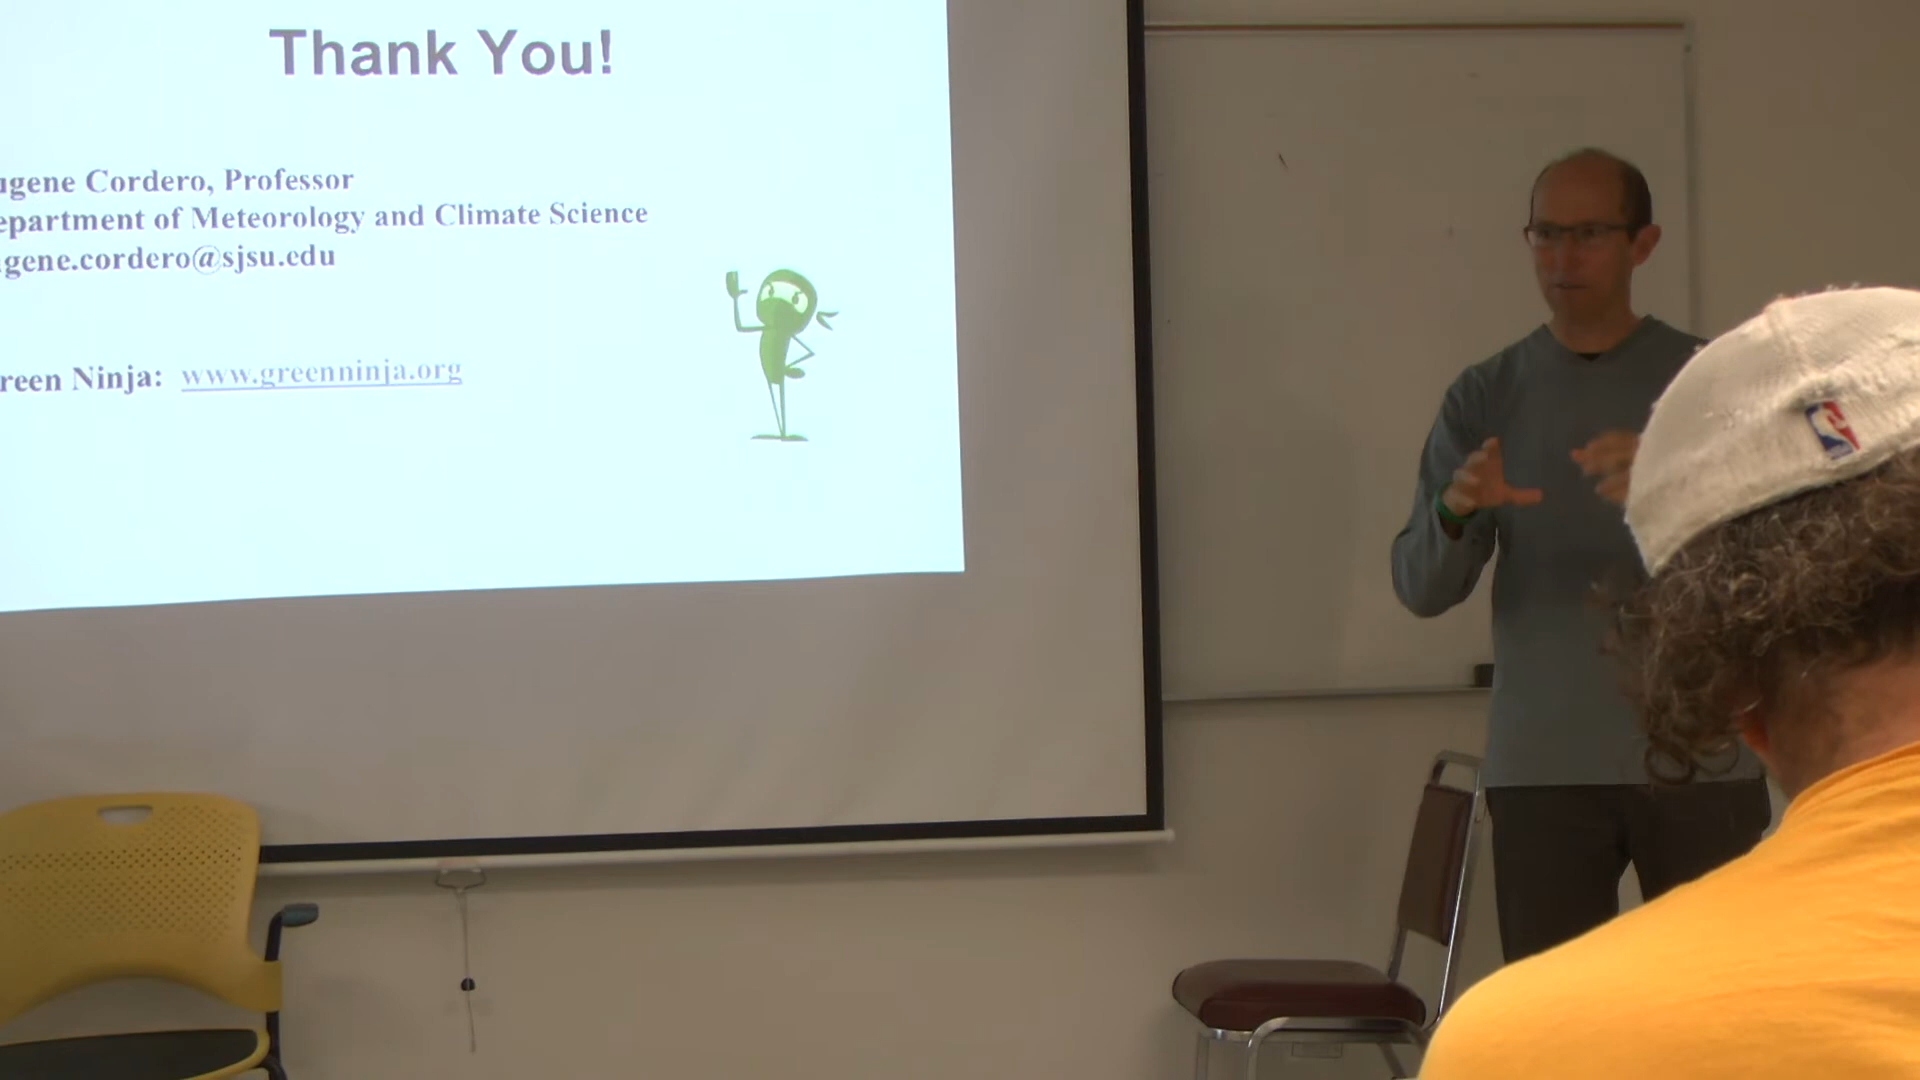 Thank You!
ugene Cordero, Professor
epartment of Meteorology and Climate Science
gene.cordero@sjsu.edu
reen Ninja: www.greenninja.org